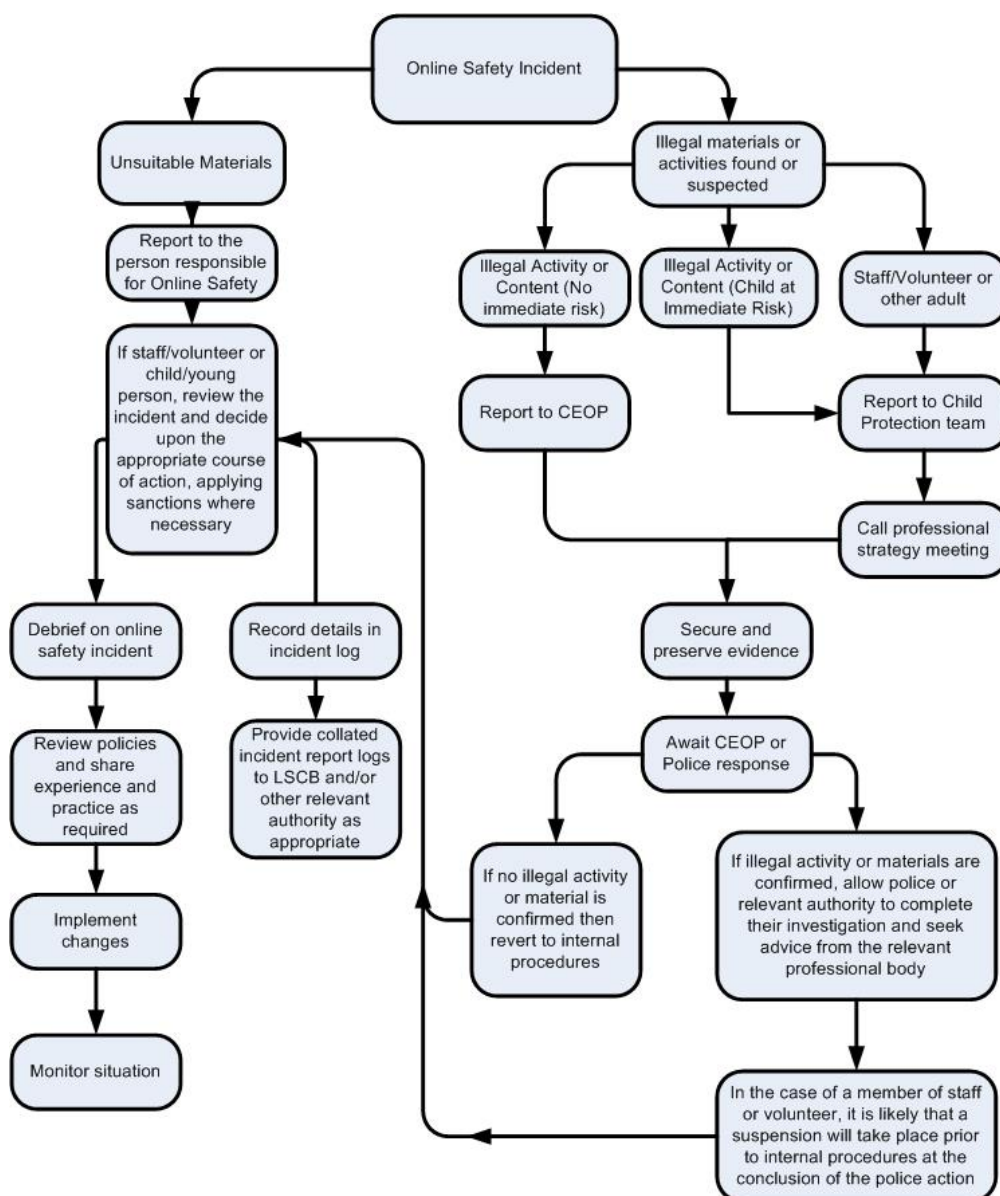 Online Safety Incident
Unsuitable Materials
Report to the
person responsible
for Online Safety
If staff/volunteer or
child/young
person, review the
incident and decide
upon the
appropriate course
of action, applying
sanctions where
necessary
Debrief on online
safety incident
Review policies
and share
experience and
practice as
required
Implement
changes
Monitor situation
Record details in
incident log
Provide collated
incident report logs
to LSCB and/or
other relevant
authority as
appropriate
Illegal materials or
activities found or
suspected
Illegal Activity or
Content (No
immediate risk)
Illegal Activity or
Content (Child at
Immediate Risk)
Staff/Volunteer or
other adult
Report to CEOP
Report to Child
Protection team
Call professional
strategy meeting
Secure and
preserve evidence
Await CEOP or
Police response
If no illegal activity
or material is
confirmed then
revert to internal
procedures
If illegal activity or materials are
confirmed, allow police or
relevant authority to complete
their investigation and seek
advice from the relevant
professional body
In the case of a member of staff
or volunteer, it is likely that a
suspension will take place prior
to internal procedures at the
conclusion of the police action